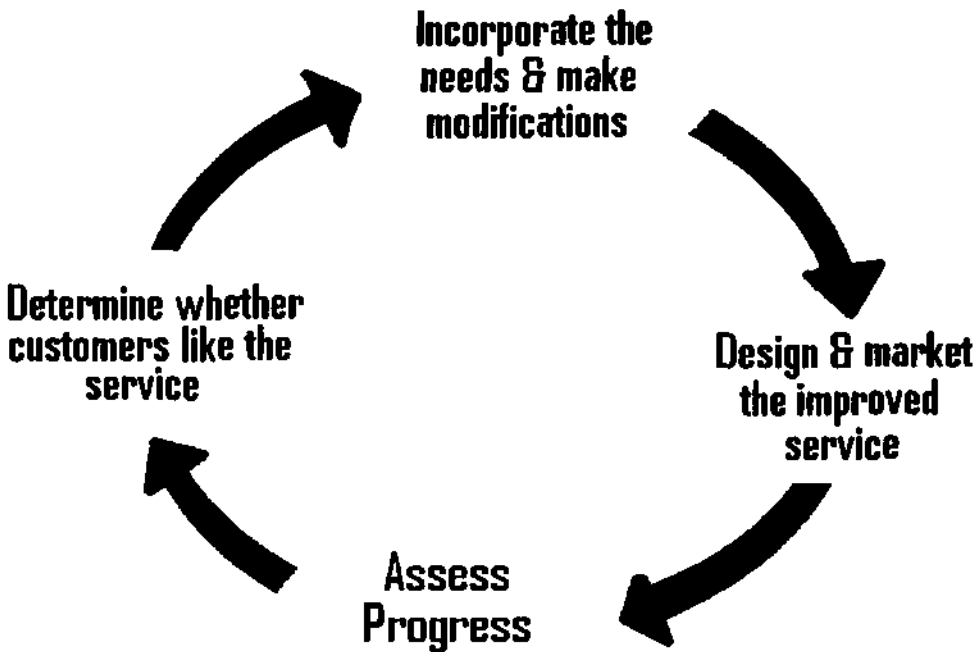 Incorporate the
needs & make
modifications
Design & market
the improved
service
Assess
Progress
Determine whether
customers like the
service